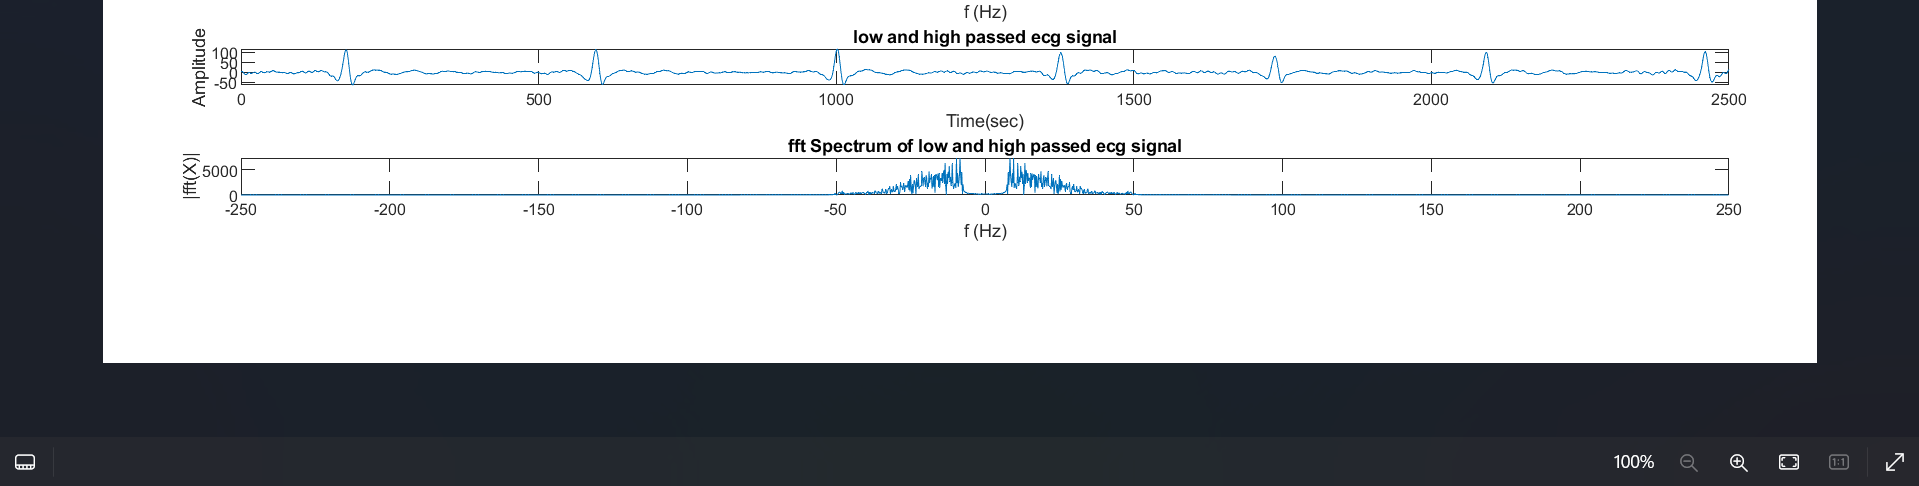 f (Hz)
low and high passed ecg signal
Amplitude
100
50
0
-50
0 500 1000 1500 2000 2500
Time(sec)
fft Spectrum of low and high passed ecg signal
|fft(X)|
5000
0
-250 -200 -150 -100 -50 0 50 100 150 200 250
f (Hz)
100% 1:1